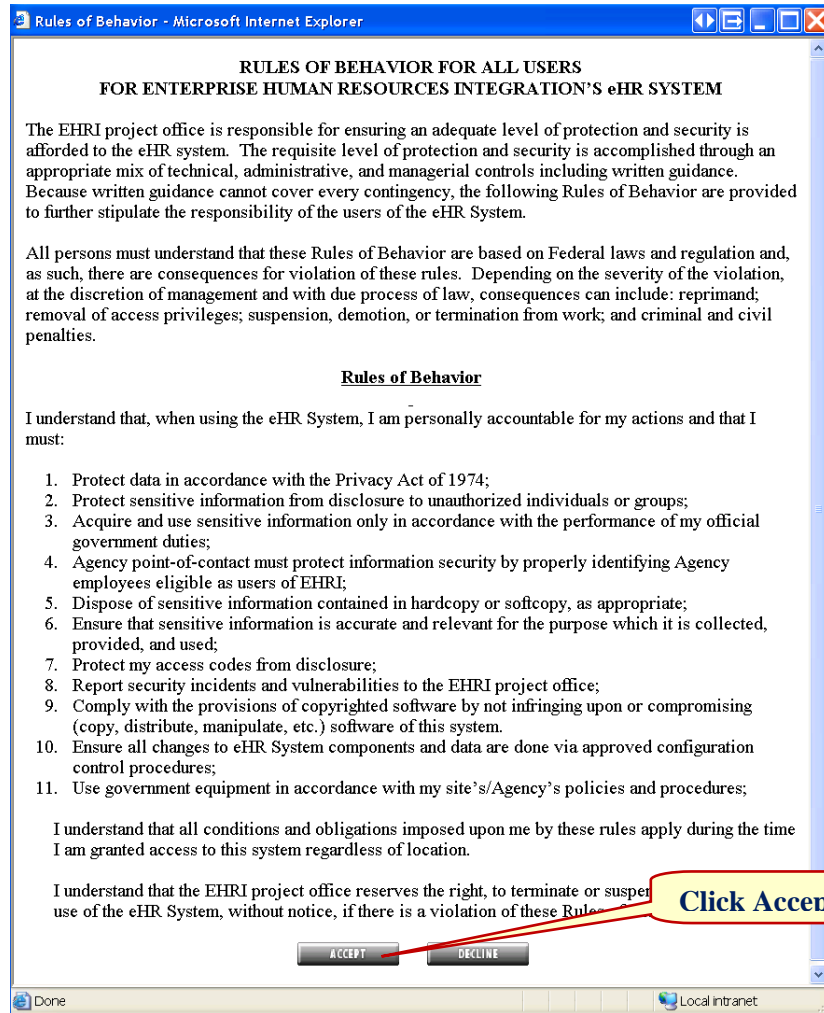 Rules of Behavior - Microsoft Internet Explorer
RULES OF BEHAVIOR FOR ALL USERS
FOR ENTERPRISE HUMAN RESOURCES INTEGRATION'S eHR SYSTEM
The EHRI project office is responsible for ensuring an adequate level of protection and security is
afforded to the eHR system. The requisite level of protection and security is accomplished through an
appropriate mix of technical, administrative, and managerial controls including written guidance.
Because written guidance cannot cover every contingency, the following Rules of Behavior are provided
to further stipulate the responsibility of the users of the eHR System.
All persons must understand that these Rules of Behavior are based on Federal laws and regulation and,
as such, there are consequences for violation of these rules. Depending on the severity of the violation,
at the discretion of management and with due process of law, consequences can include: reprimand;
removal of access privileges; suspension, demotion, or termination from work; and criminal and civil
penalties.
Rules of Behavior
I understand that, when using the eHR System, I am personally accountable for my actions and that I
must:
1. Protect data in accordance with the Privacy Act of 1974;
2. Protect sensitive information from disclosure to unauthorized individuals or groups;
3. Acquire and use sensitive information only in accordance with the performance of my official
government duties;
4. Agency point-of-contact must protect information security by properly identifying Agency
employees eligible as users of EHRI;
5. Dispose of sensitive information contained in hardcopy or softcopy, as appropriate;
6. Ensure that sensitive information is accurate and relevant for the purpose which it is collected,
provided, and used;
7. Protect my access codes from disclosure;
8. Report security incidents and vulnerabilities to the EHRI project office;
9. Comply with the provisions of copyrighted software by not infringing upon or compromising
(copy, distribute, manipulate, etc.) software of this system.
10. Ensure all changes to eHR System components and data are done via approved configuration
control procedures;
11. Use government equipment in accordance with my site's/Agency's policies and procedures;
I understand that all conditions and obligations imposed upon me by these rules apply during the time
I am granted access to this system regardless of location.
I understand that the EHRI project office reserves the right, to terminate or
use of the eHR System, without notice, if there is a violation of these
Click
ACCEPT DECLINE
Done Local intranet